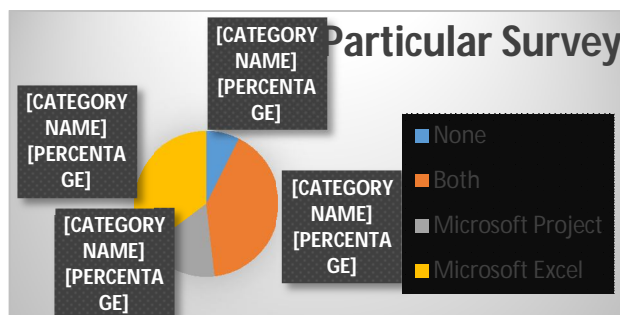 Particular Survey
[CATEGORY
NAME]
[PERCENTA
GE]
[CATEGORY
NAME]
[PERCENTA
GE]
[CATEGORY
NAME]
[PERCENTA
GE]
[CATEGORY
NAME]
[PERCENTA
GE]
None
Both
Microsoft Project
Microsoft Excel